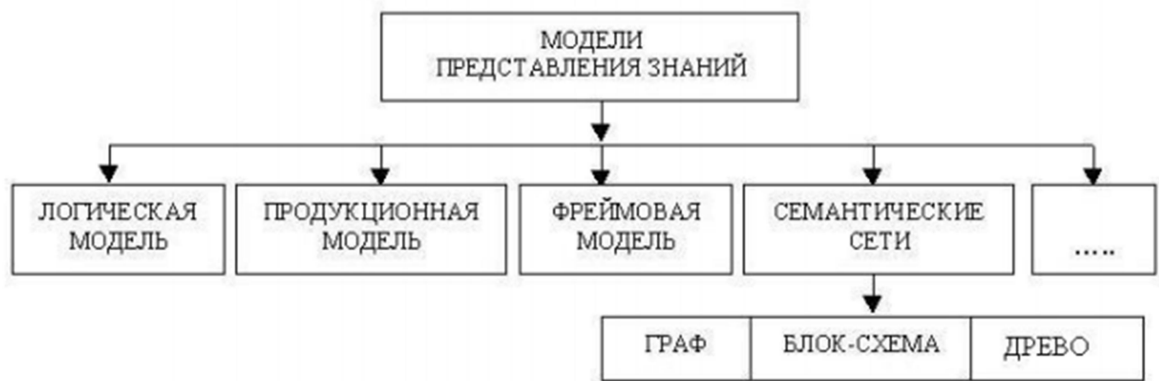 МОДЕЛИ
ПРЕДСТАВЛЕНИЯ ЗНАНИЙ
ЛОГИЧЕСКАЯ
МОДЕЛЬ
ПРОДУКЦИОННАЯ
МОДЕЛЬ
ФРЕЙМОВАЯ
МОДЕЛЬ
СЕМАНТИЧЕСКИЕ
СЕТИ
.....
ГРАФ
БЛОК-СХЕМА
ДРЕВО